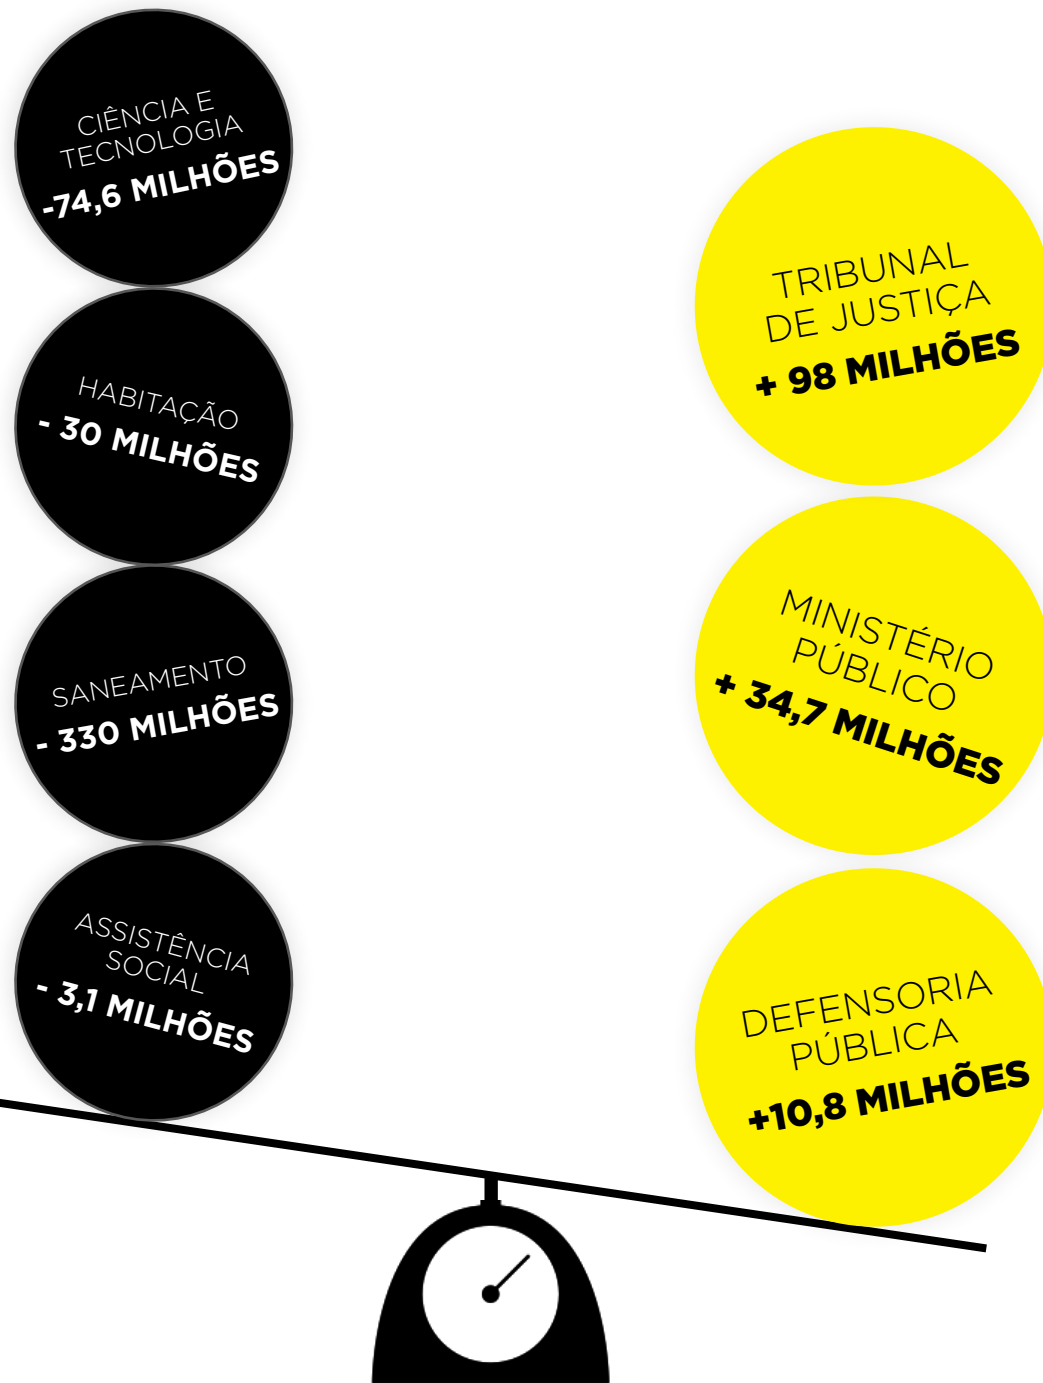 CIÊNCIA E
TECNOLOGIA
-74,6 MILHÕES
HABITAÇÃO
- 30 MILHÕES
SANEAMENTO
- 330 MILHÕES
ASSISTÊNCIA
SOCIAL
- 3,1 MILHÕES
TRIBUNAL
DE JUSTIÇA
+ 98 MILHÕES
MINISTÉRIO
PÚBLICO
+ 34,7 MILHÕES
DEFENSORIA
PÚBLICA
+10,8 MILHÕES